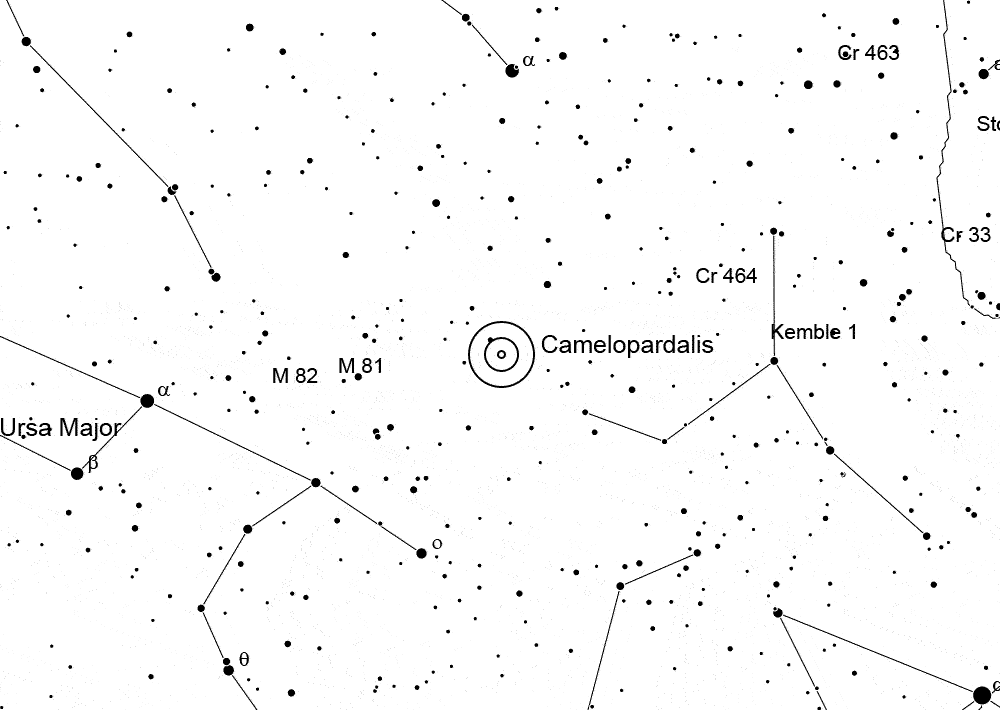 α
Cr 463
ε
Sto
Cr 33
Cr 464
Kemble 1
Camelopardalis
M 81
M 82
α
Ursa Major
β
ο
θ
α